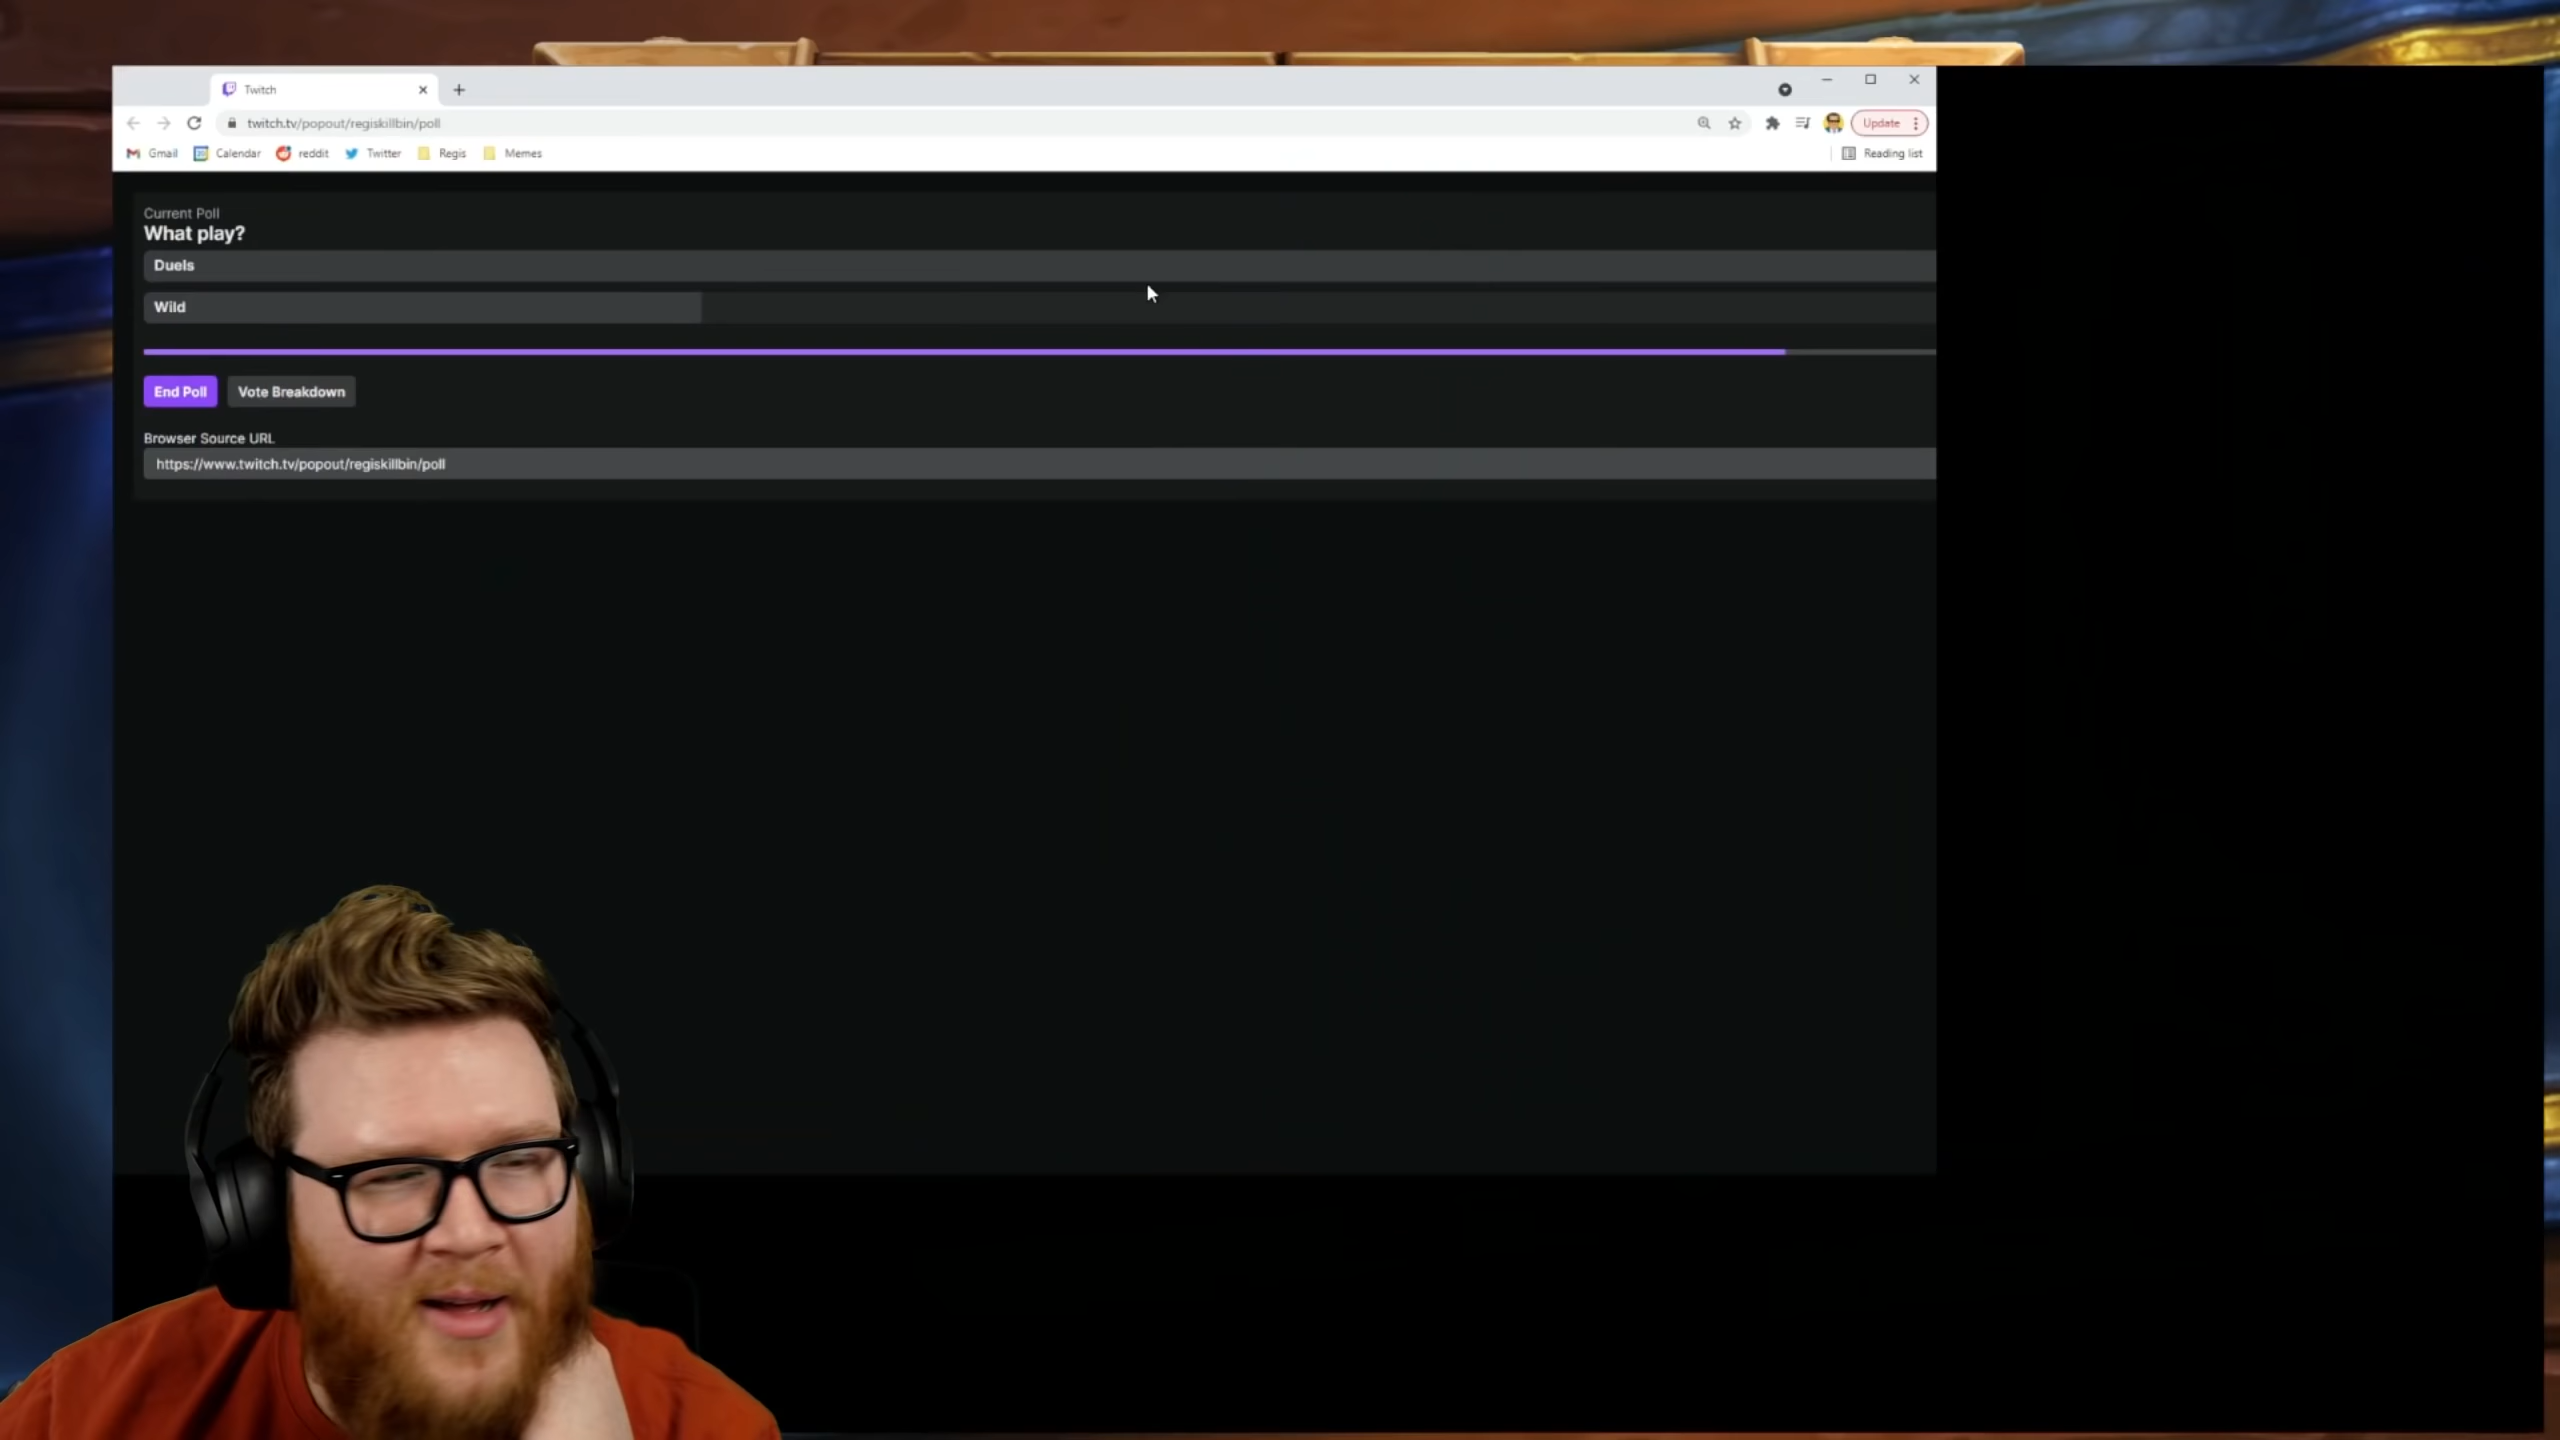 Twitch
twitch.tv/popout/regiskillbin/poll
Update
Gmail Calendar reddit Twitter Regis Memes
Reading list
Current Poll
What play?
Duels
Wild
End Poll Vote Breakdown
Browser Source URL
https://www.twitch.tv/popout/regiskillbin/poll